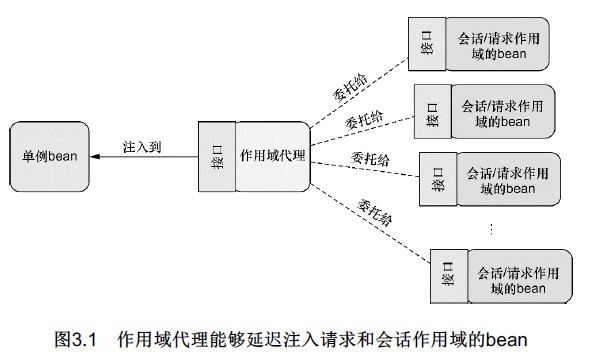 单例bean
注入到
接口
作用域代理
委托给
接口
会话/请求作用
域的bean
委托给
接口
会话/请求作用
域的bean
委托给
接口
会话/请求作用
域的bean
...
委托给
接口
会话/请求作用
域的bean
图3.1 作用域代理能够延迟注入请求和会话作用域的bean